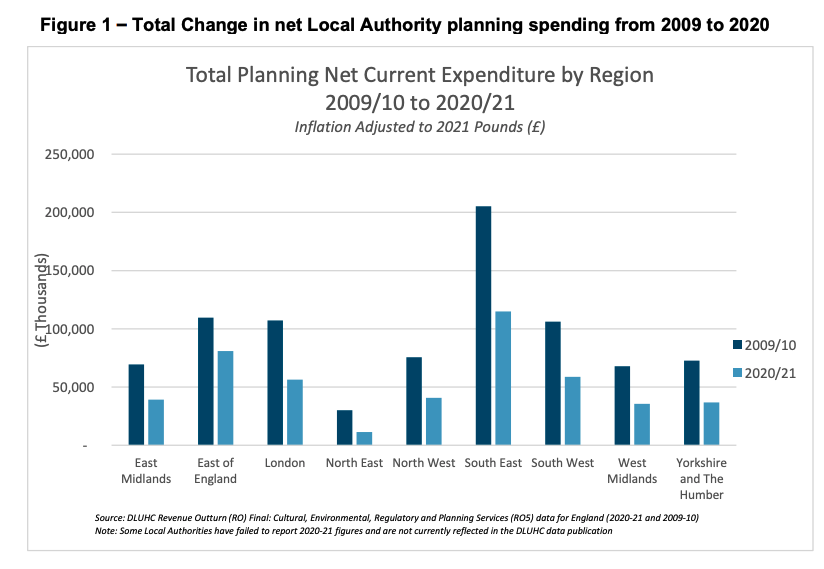 Figure 1 – Total Change in net Local Authority planning spending from 2009 to 2020
Total Planning Net Current Expenditure by Region
2009/10 to 2020/21
Inflation Adjusted to 2021 Pounds (£)
(£ Thousands)
250,000
200,000
150,000
100,000
50,000
-
2009/10
2020/21
East
Midlands
East of
England
London
North East
North West
South East
South West
West
Midlands
Yorkshire
and The
Humber
Source: DLUHC Revenue Outturn (RO) Final: Cultural, Environmental, Regulatory and Planning Services (RO5) data for England (2020-21 and 2009-10)
Note: Some Local Authorities have failed to report 2020-21 figures and are not currently reflected in the DLUHC data publication